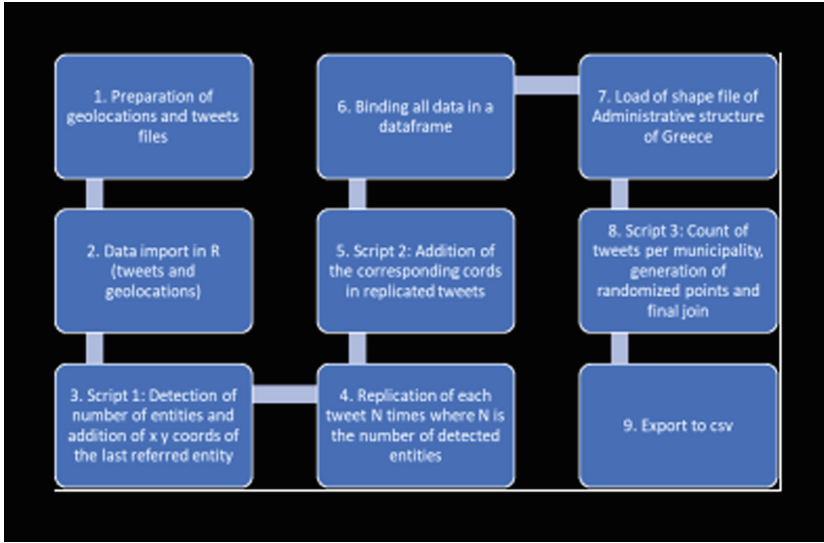 1. Preparation of
geolocations and tweets
files
2. Data import in R
(tweets and
geolocations)
3. Script 1: Detection of
number of entities and
addition of x y coords of
the last referred entity
4. Replication of each
tweet N times where N is
the number of detected
entities
5. Script 2: Addition of
the corresponding cords
in replicated tweets
6. Binding all data in a
dataframe
7. Load of shape file of
Administrative structure
of Greece
8. Script 3: Count of
tweets per municipality,
generation of
randomized points and
final join
9. Export to csv